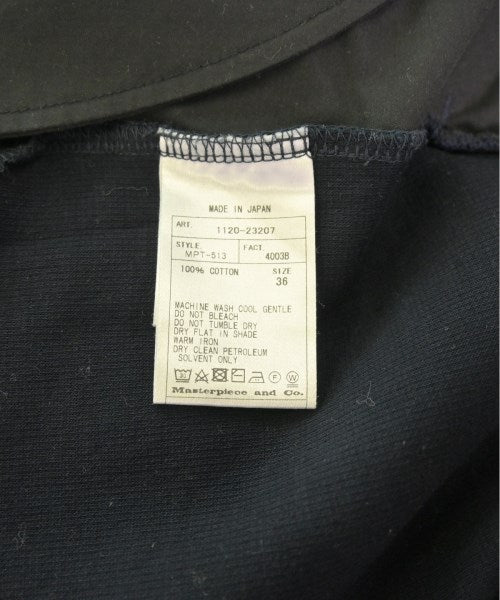 MADE IN JAPAN
ART. 1120-23207
STYLE. FACT.
MPT-513 4003B
100% COTTON SIZE
36
MACHINE WASH COOL GENTLE
DO NOT BLEACH
DO NOT TUMBLE DRY
DRY FLAT IN SHADE
WARM IRON
DRY CLEAN PETROLEUM
SOLVENT ONLY
Masterpiece and Co.